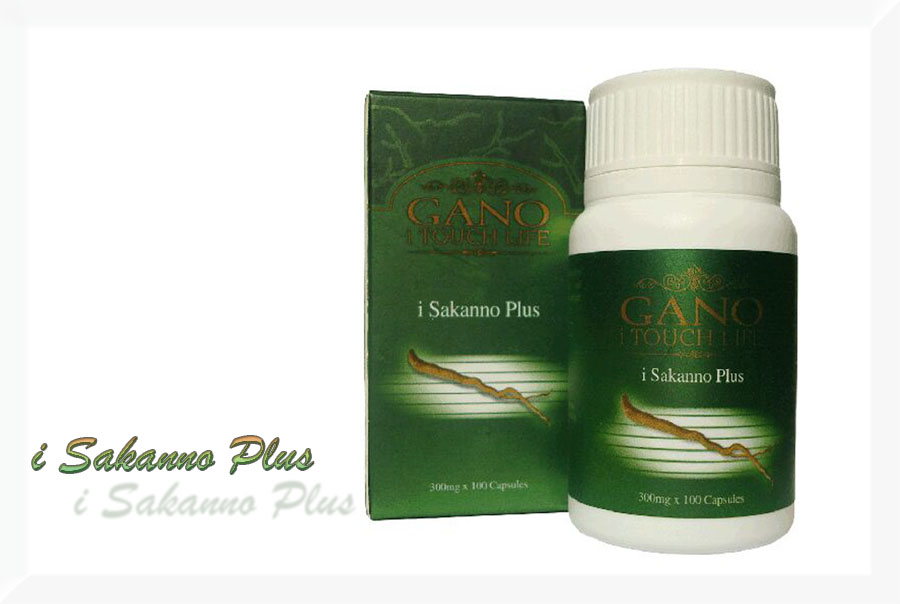 GANO
i TOUCH LIFE
i Sakanno Plus
300mg x 100 Capsules
GANO
i TOUCH LIFE
i Sakanno Plus
300mg x 100 Capsules
i Sakanno Plus
i Sakanno Plus